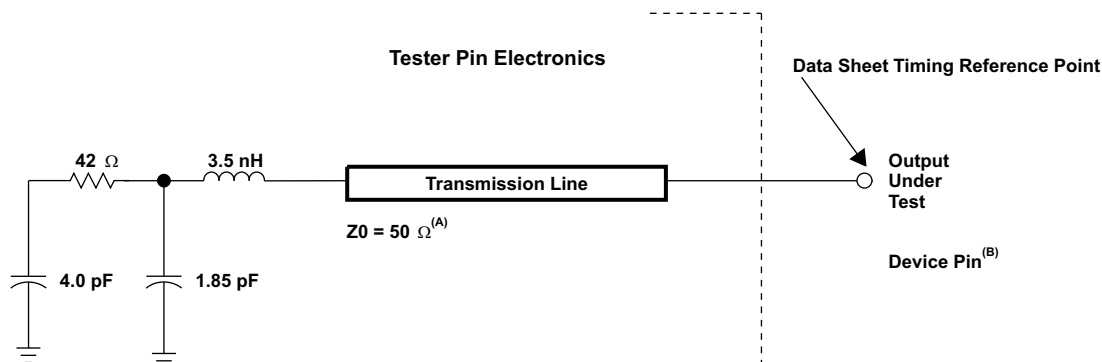 Tester Pin Electronics
Data Sheet Timing Reference Point
42 Ω
3.5 nH
Transmission Line
Output
Under
Test
Z0 = 50 Ω(A)
Device Pin(B)
4.0 pF
1.85 pF